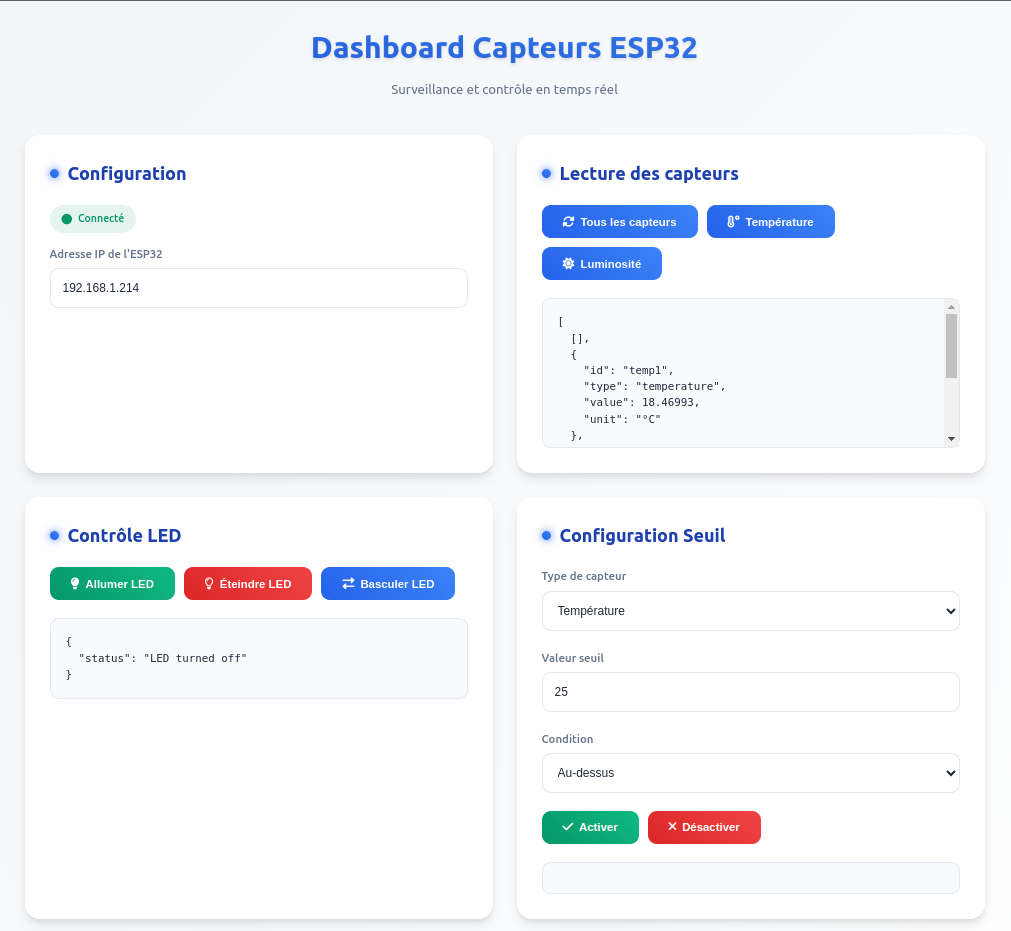 Dashboard Capteurs ESP32
Surveillance et contrôle en temps réel
Configuration
Connecté
Adresse IP de l'ESP32
192.168.1.214
Lecture des capteurs
Tous les capteurs
Température
Luminosité
[
[],
{
"id": "temp1",
"type": "temperature",
"value": 18.46993,
"unit": "°C"
},
Contrôle LED
Allumer LED
Éteindre LED
Basculer LED
{
"status": "LED turned off"
}
Configuration Seuil
Type de capteur
Température
Valeur seuil
25
Condition
Au-dessus
Activer
Désactiver